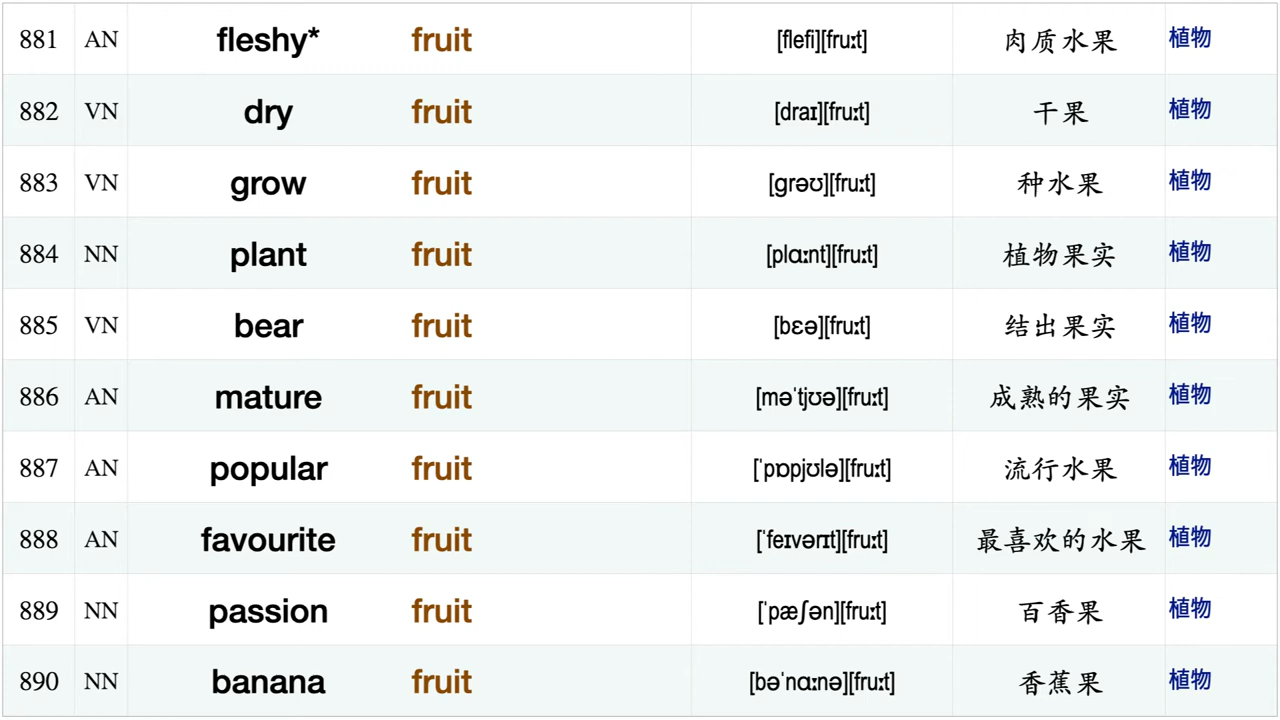 881 AN fleshy* fruit [flefi][fruːt] 肉质水果 植物
882 VN dry fruit [draɪ][fruːt] 干果 植物
883 VN grow fruit [grəʊ][fruːt] 种水果 植物
884 NN plant fruit [plɑːnt][fruːt] 植物果实 植物
885 VN bear fruit [bɛə][fruːt] 结出果实 植物
886 AN mature fruit [məˈtjʊə][fruːt] 成熟的果实 植物
887 AN popular fruit [ˈpɒpjʊlə][fruːt] 流行水果 植物
888 AN favourite fruit [ˈfeɪvərɪt][fruːt] 最喜欢的水果 植物
889 NN passion fruit [ˈpæʃən][fruːt] 百香果 植物
890 NN banana fruit [bəˈnɑːnə][fruːt] 香蕉果 植物